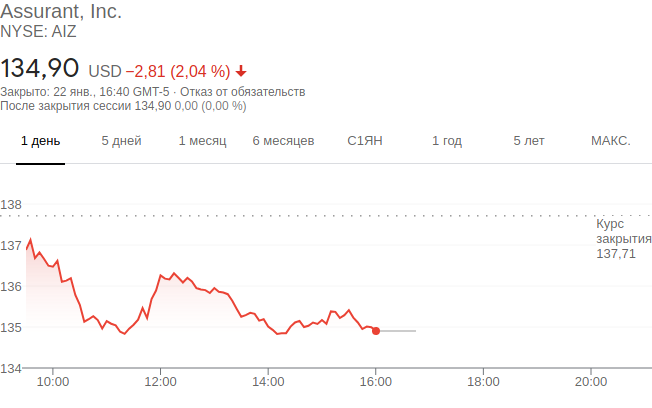 Assurant, Inc.
NYSE: AIZ
134,90 USD −2,81 (2,04 %)
Закрыто: 22 янв., 16:40 GMT-5 · Отказ от обязательств
После закрытия сессии 134,90 0,00 (0,00 %)
1 день 5 дней 1 месяц 6 месяцев С1ЯН 1 год 5 лет МАКС.
138
Курс
закрытия
137,71
137
136
135
134
10:00 12:00 14:00 16:00 18:00 20:00